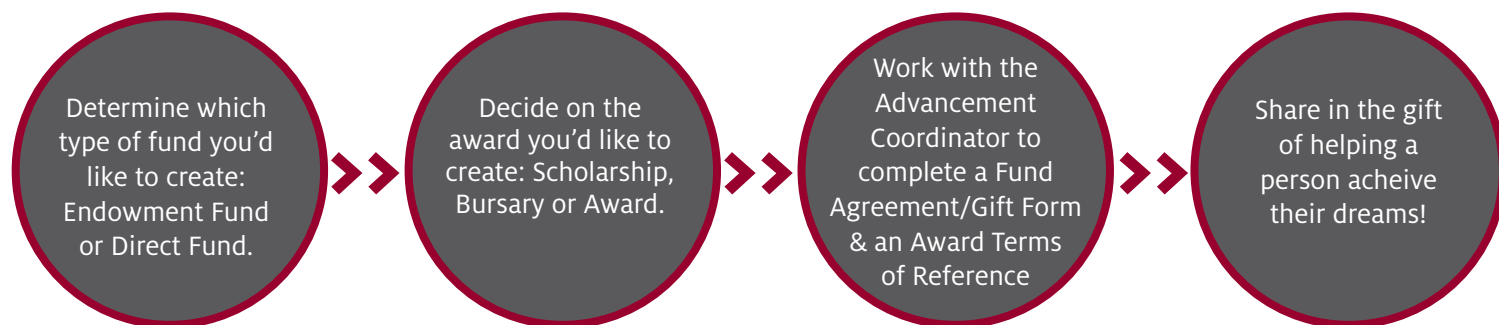 Determine which
type of fund you'd
like to create:
Endowment Fund
or Direct Fund.
Decide on the
award you'd like to
create: Scholarship,
Bursary or Award.
Work with the
Advancement
Coordinator to
complete a Fund
Agreement/Gift Form
& an Award Terms
of Reference
Share in the gift
of helping a
person acheive
their dreams!